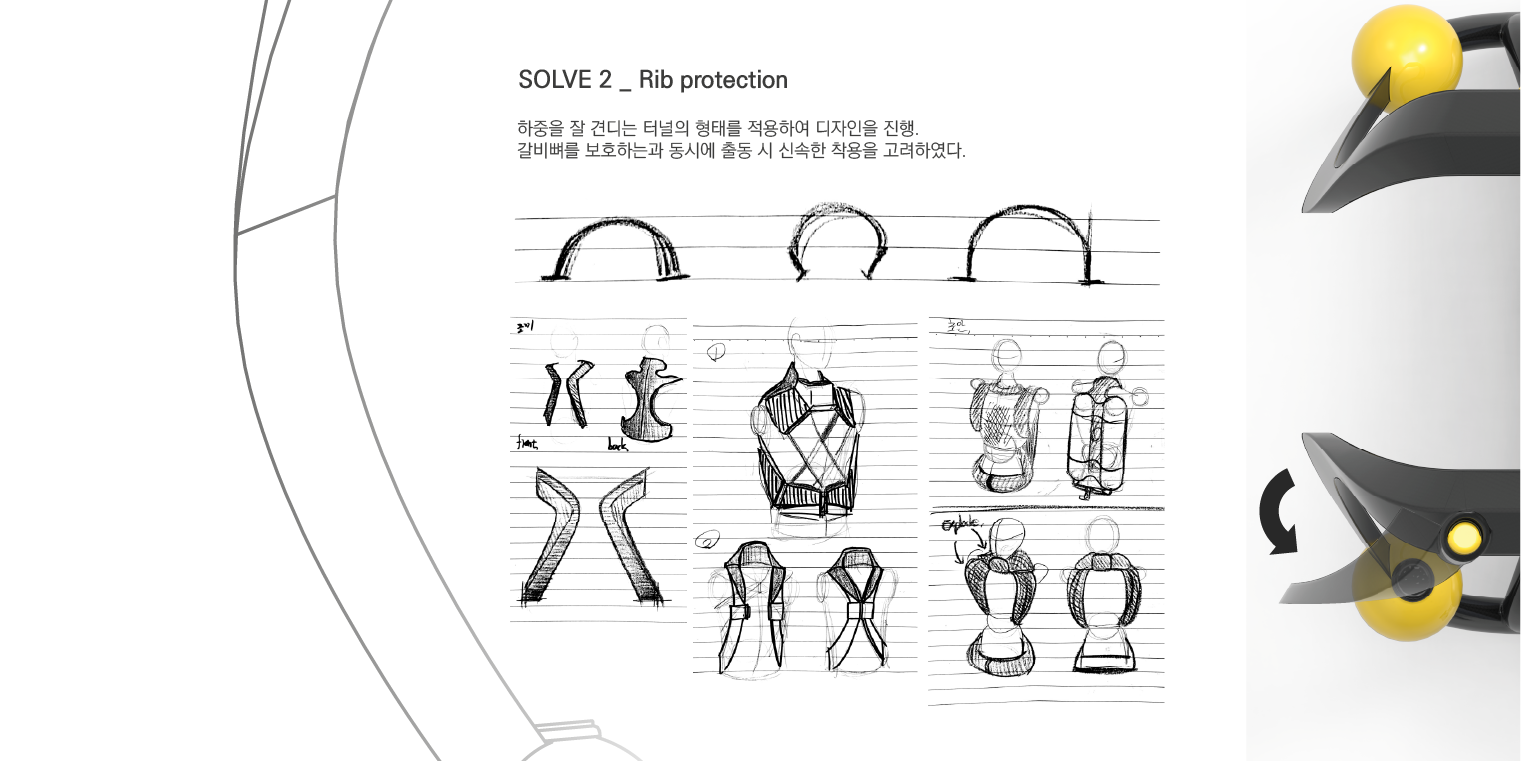 SOLVE 2 _ Rib protection
하중을 잘 견디는 터널의 형태를 적용하여 디자인을 진행.
갈비뼈를 보호하는과 동시에 출동 시 신속한 착용을 고려하였다.
①
front
back
②
explode.